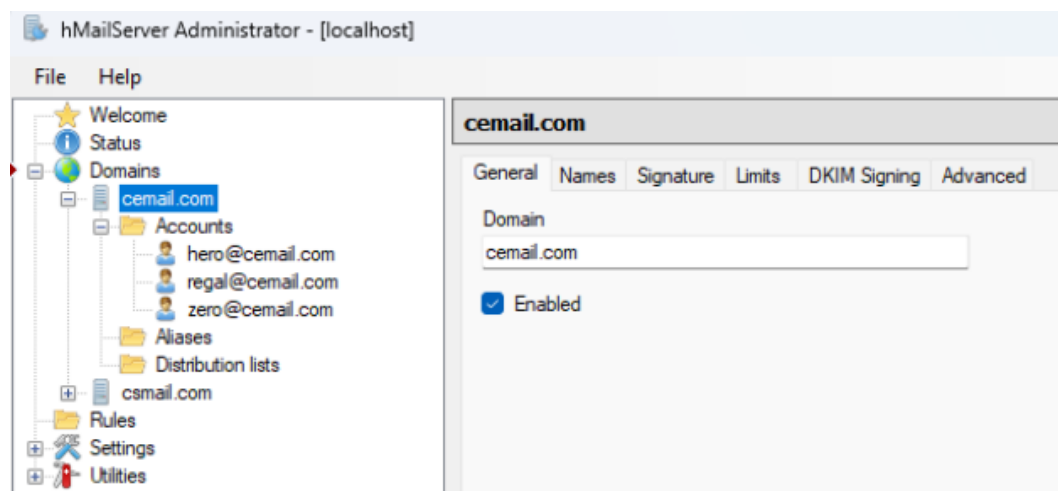 hMailServer Administrator - [localhost]
File Help
Welcome
Status
Domains
cemail.com
Accounts
hero@cemail.com
regal@cemail.com
zero@cemail.com
Aliases
Distribution lists
csmail.com
Rules
Settings
Utilities
cemail.com
General Names Signature Limits DKIM Signing Advanced
Domain
cemail.com
Enabled